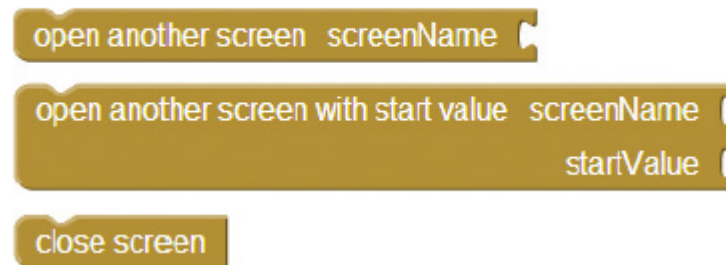 open another screen screenName
open another screen with start value screenName
startValue
close screen